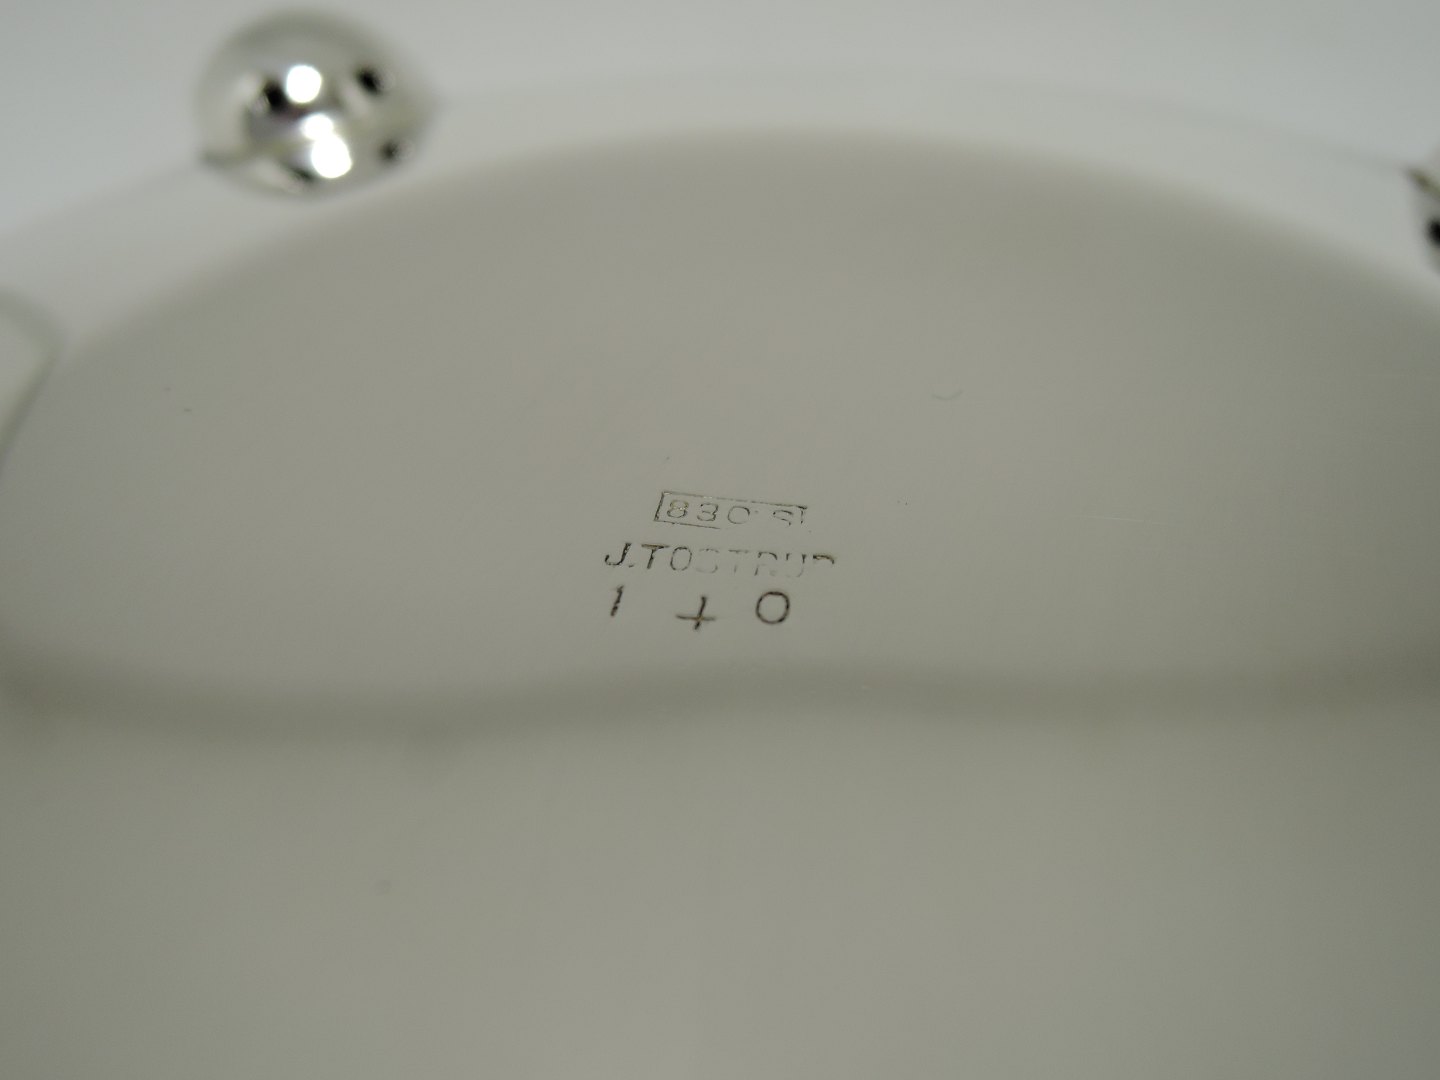 830 S
J.TOSTRUP
1 + 0